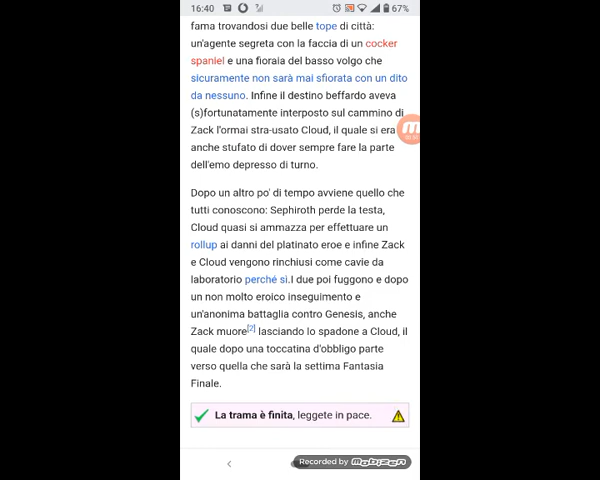 16:40
67%
fama trovandosi due belle tope di città:
un'agente segreta con la faccia di un cocker
spaniel e una fioraia del basso volgo che
sicuramente non sarà mai sfiorata con un dito
da nessuno. Infine il destino beffardo aveva
(s)fortunatamente interposto sul cammino di
Zack l'ormai stra-usato Cloud, il quale si era
anche stufato di dover sempre fare la parte
dell'emo depresso di turno.
Dopo un altro po' di tempo avviene quello che
tutti conoscono: Sephiroth perde la testa,
Cloud quasi si ammazza per effettuare un
rollup ai danni del platinato eroe e infine Zack
e Cloud vengono rinchiusi come cavie da
laboratorio perché sì.I due poi fuggono e dopo
un non molto eroico inseguimento e
un'anonima battaglia contro Genesis, anche
Zack muore[2] lasciando lo spadone a Cloud, il
quale dopo una toccatina d'obbligo parte
verso quella che sarà la settima Fantasia
Finale.
La trama è finita, leggete in pace.
Recorded by mobizen